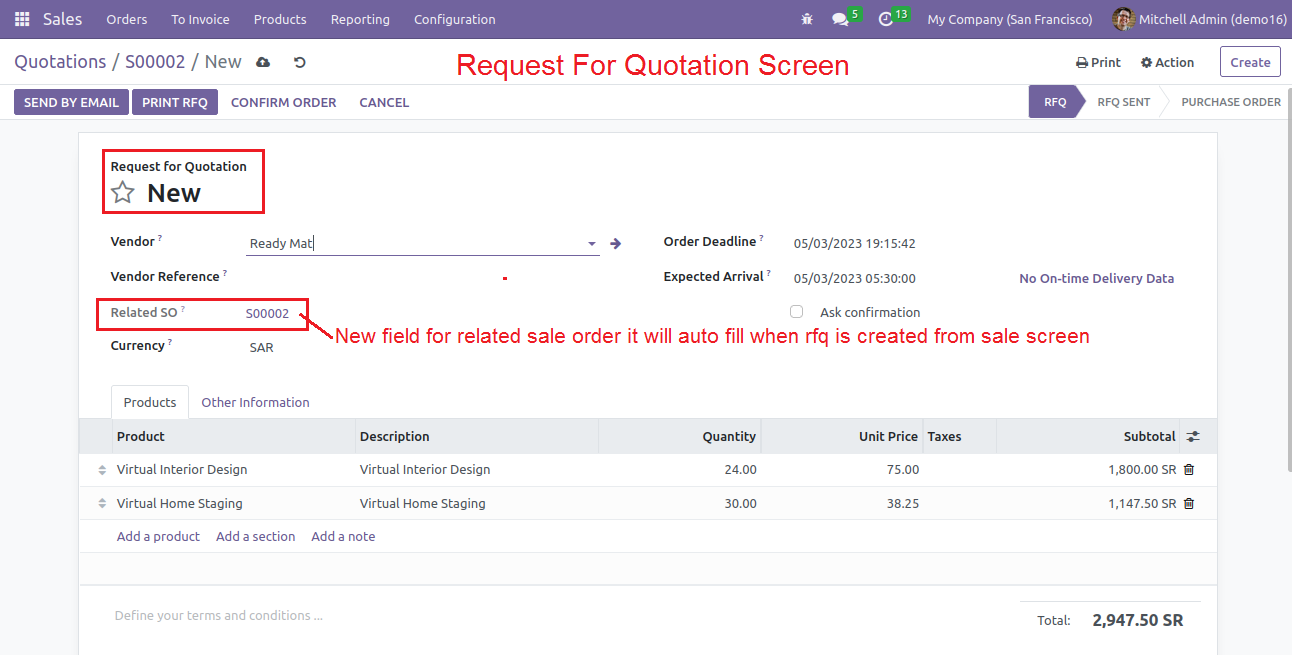 Sales Orders To Invoice Products Reporting Configuration 5 13 My Company (San Francisco) Mitchell Admin (demo16)
Quotations / S00002 / New Request For Quotation Screen Print Action Create
SEND BY EMAIL PRINT RFQ CONFIRM ORDER CANCEL RFQ RFQ SENT PURCHASE ORDER
Request for Quotation
New
Vendor ? Ready Mat Order Deadline ? 05/03/2023 19:15:42
Vendor Reference ? Expected Arrival ? 05/03/2023 05:30:00 No On-time Delivery Data
Related SO ? S00002 Ask confirmation
New field for related sale order it will auto fill when rfq is created from sale screen
Currency ? SAR
Products Other Information
Product Description Quantity Unit Price Taxes Subtotal
Virtual Interior Design Virtual Interior Design 24.00 75.00 1,800.00 SR
Virtual Home Staging Virtual Home Staging 30.00 38.25 1,147.50 SR
Add a product Add a section Add a note
Define your terms and conditions ...
Total: 2,947.50 SR